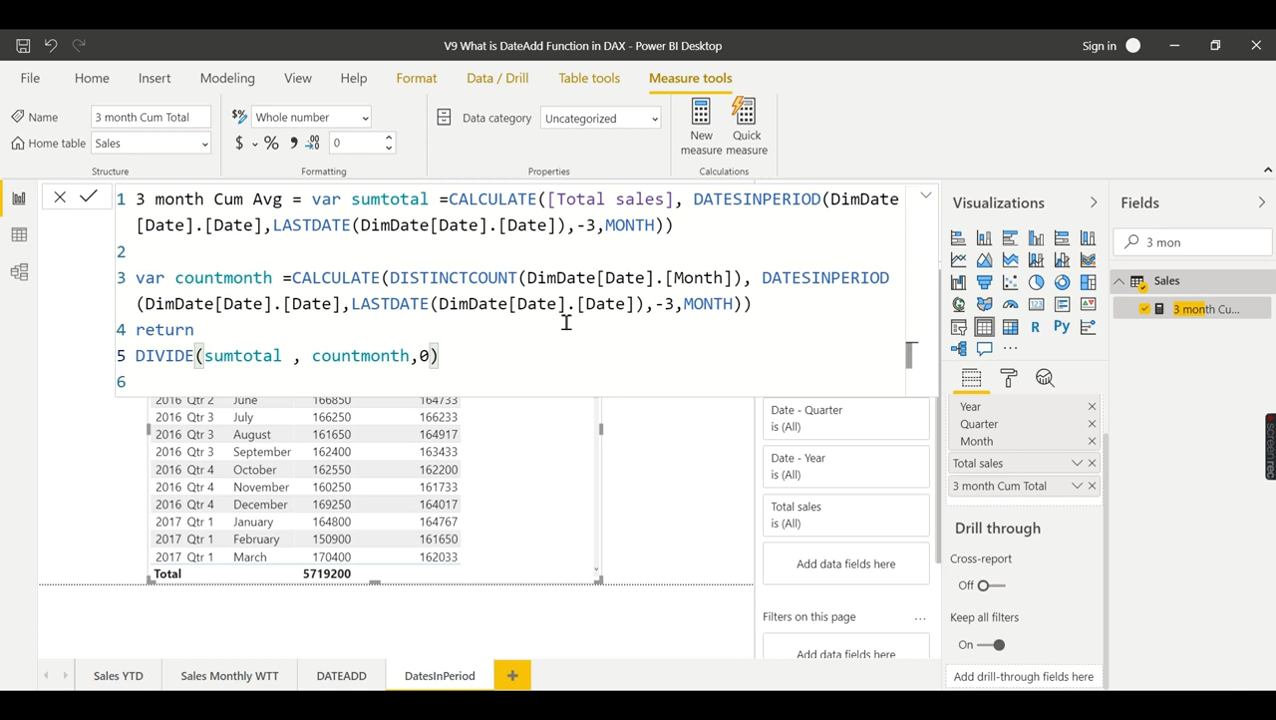 V9 What is DateAdd Function in DAX - Power BI Desktop
Sign in
File Home Insert Modeling View Help Format Data / Drill Table tools Measure tools
Name 3 month Cum Total
Home table Sales
Structure
Whole number
$ % 0
Formatting
Data category Uncategorized
Properties
New measure
Quick measure
Calculations
1 3 month Cum Avg = var sumtotal =CALCULATE([Total sales], DATESINPERIOD(DimDate
[Date].[Date],LASTDATE(DimDate[Date].[Date]),-3,MONTH))
2
3 var countmonth =CALCULATE(DISTINCTCOUNT(DimDate[Date].[Month]), DATESINPERIOD
(DimDate[Date].[Date],LASTDATE(DimDate[Date].[Date]),-3,MONTH))
4 return
5 DIVIDE(sumtotal , countmonth,0)
6
2016 Qtr 2 June 166850 164733
2016 Qtr 3 July 166250 166233
2016 Qtr 3 August 161650 164917
2016 Qtr 3 September 162400 163433
2016 Qtr 4 October 162550 162200
2016 Qtr 4 November 160250 161733
2016 Qtr 4 December 169250 164017
2017 Qtr 1 January 164800 164767
2017 Qtr 1 February 150900 161650
2017 Qtr 1 March 170400 162033
Total 5719200
Date - Quarter
is (All)
Date - Year
is (All)
Total sales
is (All)
Add data fields here
Filters on this page ...
Add data fields here
Visualizations
R Py
...
Year
Quarter
Month
Total sales
3 month Cum Total
Drill through
Cross-report
Off
Keep all filters
On
Add drill-through fields here
Fields
3 mon
Sales
3 month Cu...
screenrec
Sales YTD Sales Monthly WTT DATEADD DatesInPeriod +